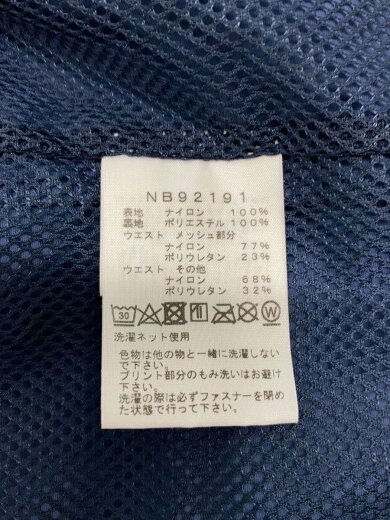 NB92191
表地 ナイロン 100%
裏地 ポリエステル 100%
ウエスト メッシュ部分
ナイロン 77%
ポリウレタン 23%
ウエスト その他
ナイロン 68%
ポリウレタン 32%
30 W
洗濯ネット使用
色物は他の物と一緒に洗濯しない
で下さい。
プリント部分のもみ洗いはお避け
下さい。
洗濯の際は必ずファスナーを閉め
た状態で行って下さい。